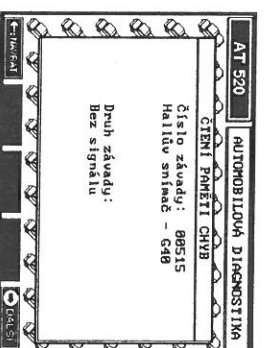 AT 520
AUTOMOBILOVÁ DIAGNOSTIKA
ČTENÍ PAMĚTI CHYB
Číslo závady: 00515
Hallův snímač - G40
Druh závady:
Bez signálu
NÁVRAT
DALŠÍ